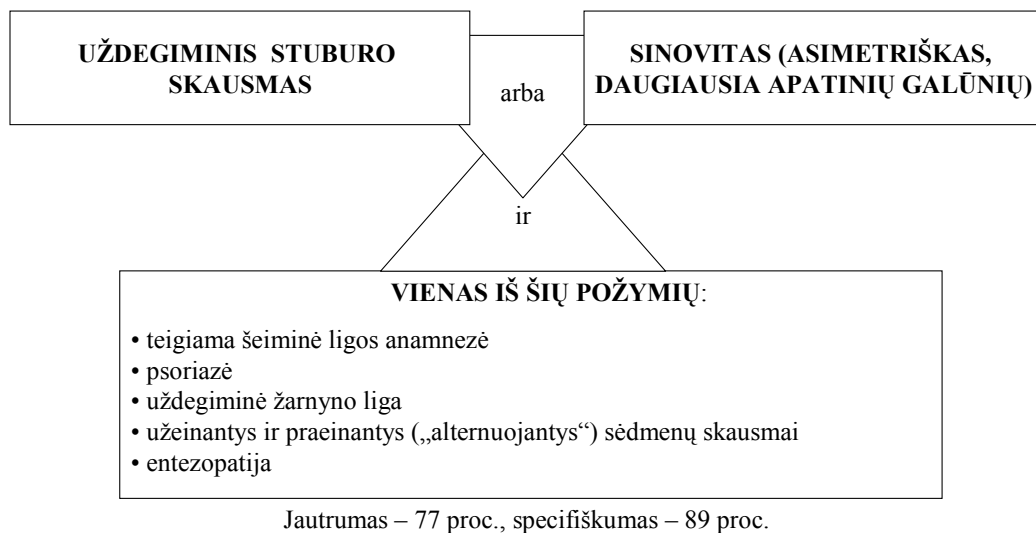 UŽDEGIMINIS STUBURO
SKAUSMAS
arba
SINOVITAS (ASIMETRIŠKAS,
DAUGIAUSIA APATINIŲ GALŪNIŲ)
ir
VIENAS IŠ ŠIŲ POŽYMIŲ:
• teigiama šeiminė ligos anamnezė
• psoriazė
• uždegiminė žarnyno liga
• užeinantys ir praeinantys („alternuojantys“) sėdmenų skausmai
• entezopatija
Jautrumas – 77 proc., specifiškumas – 89 proc.